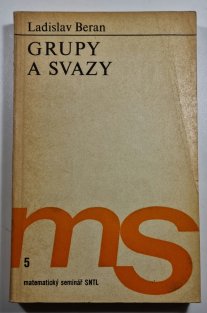 Ladislav Beran
GRUPY
A SVAZY
ms
5
matematický seminář SNTL